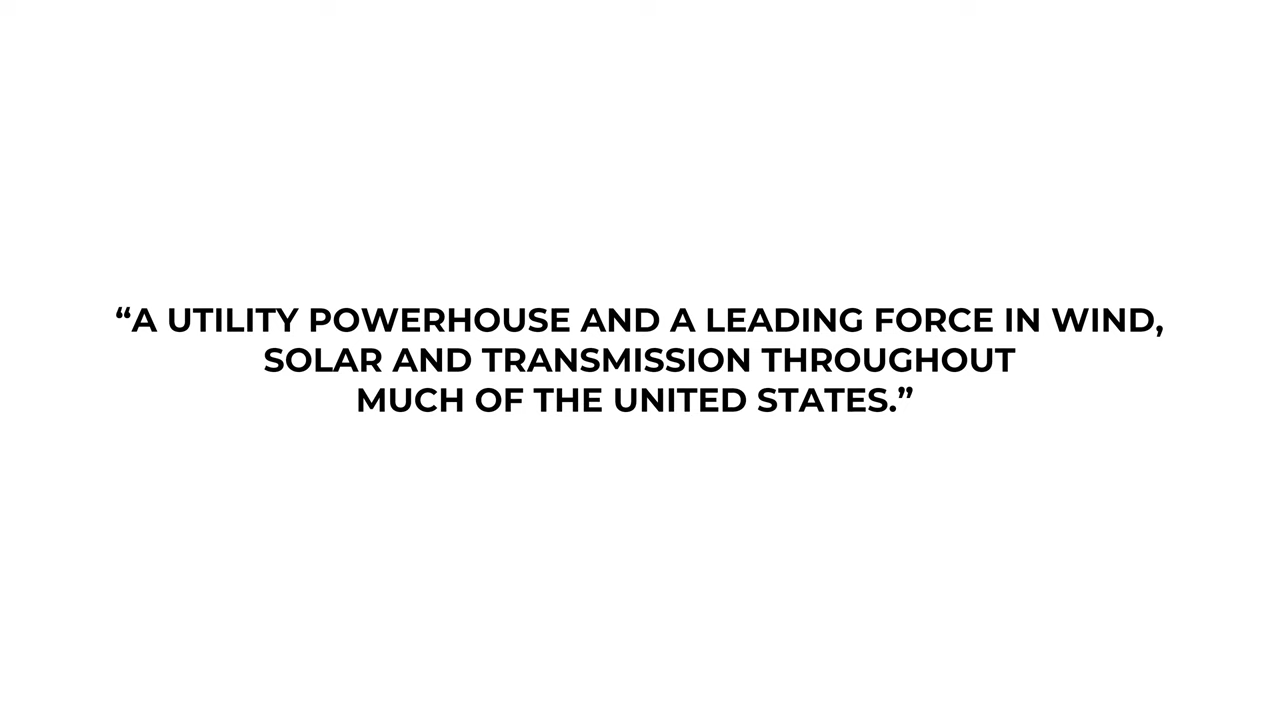 “A UTILITY POWERHOUSE AND A LEADING FORCE IN WIND,
SOLAR AND TRANSMISSION THROUGHOUT
MUCH OF THE UNITED STATES.”